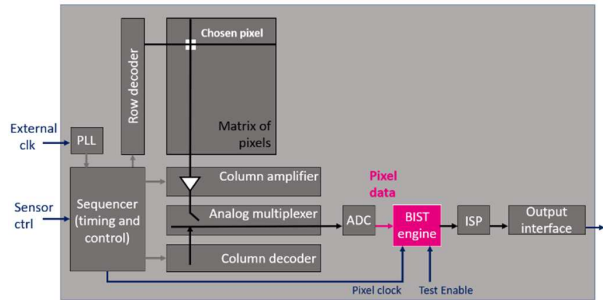 Chosen pixel
Row decoder
Matrix of
pixels
External
clk
PLL
Column amplifier
Pixel
data
Sequencer
(timing and
control)
Sensor
ctrl
Analog multiplexer
ADC
BIST
engine
ISP
Output
interface
Column decoder
Pixel clock
Test Enable